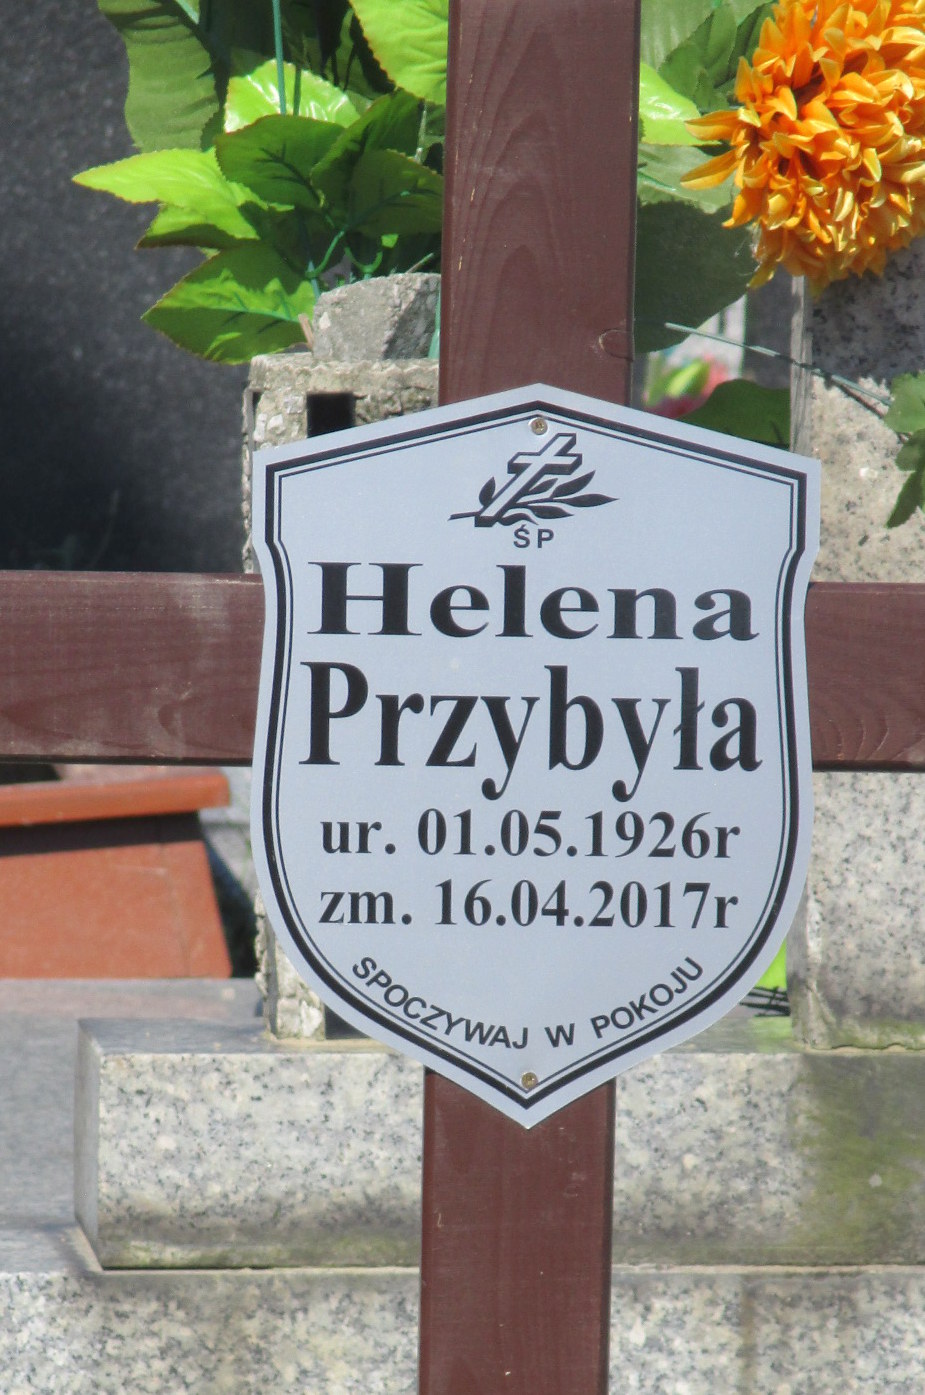 ŚP
Helena
Przybyła
ur. 01.05.1926r
zm. 16.04.2017r
SPOCZYWAJ W POKOJU